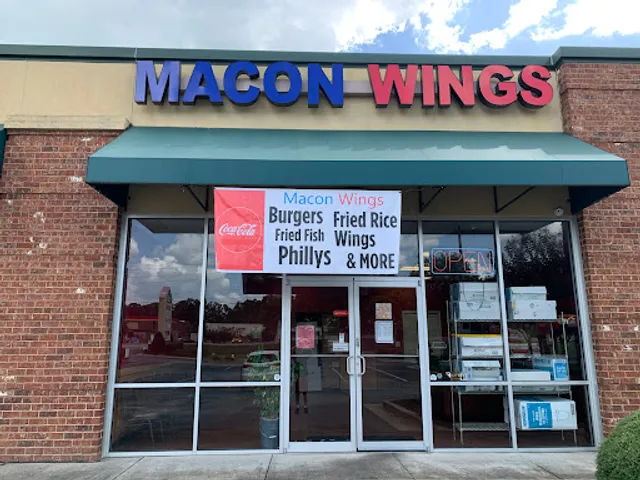 MACON WINGS
Macon Wings
Coca-Cola
Burgers Fried Rice
Fried Fish Wings
Phillys & MORE
OPEN